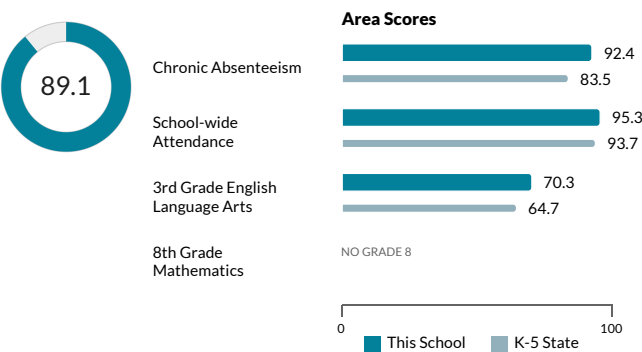 Area Scores
89.1
Chronic Absenteeism
92.4
83.5
School-wide
Attendance
95.3
93.7
3rd Grade English
Language Arts
70.3
64.7
8th Grade
Mathematics
NO GRADE 8
0
100
This School
K-5 State